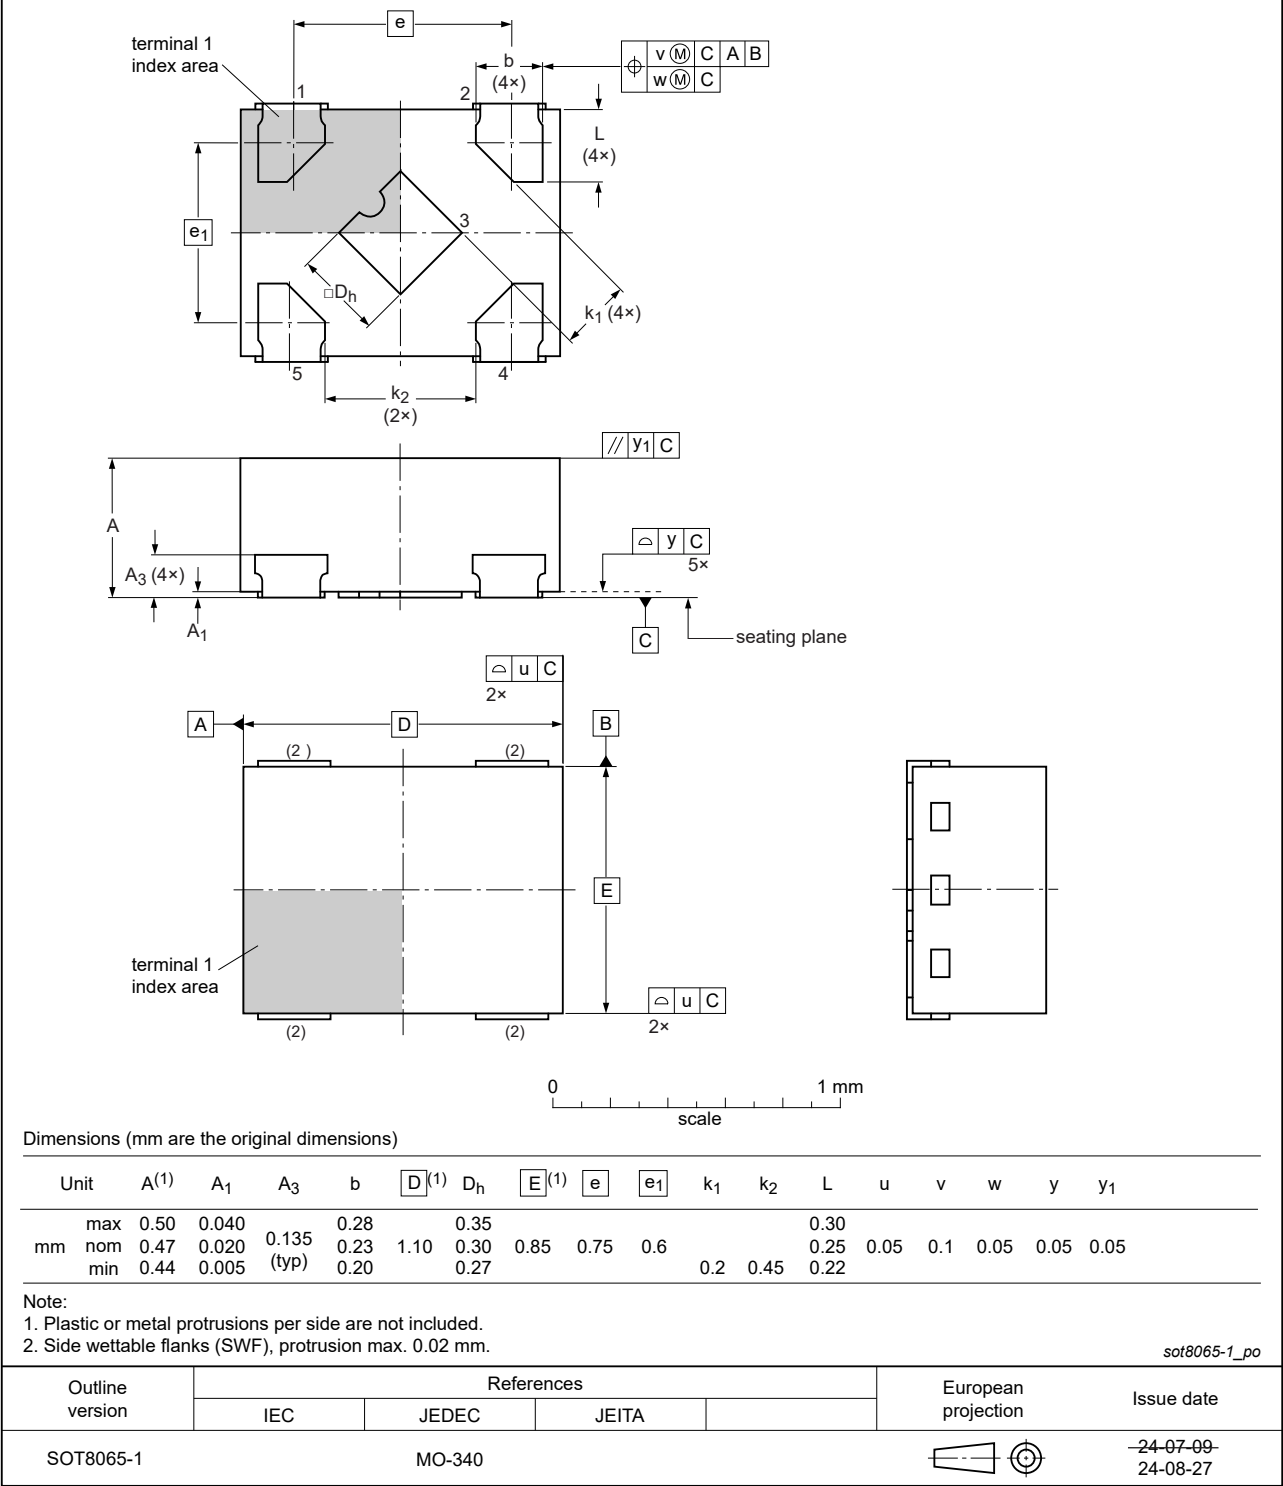 e
terminal 1
index area
v Ⓜ C A B
w Ⓜ C
b
(4×)
1
2
L
(4×)
3
e1
□Dh
k1 (4×)
5
4
k2
(2×)
// y1 C
A
y C
5×
A3 (4×)
A1
C
seating plane
u C
2×
A
D
B
(2 )
(2)
E
terminal 1
index area
u C
2×
(2)
(2)
0
1 mm
scale
Dimensions (mm are the original dimensions)
Unit A(1) A1 A3 b D(1) Dh E(1) e e1 k1 k2 L u v w y y1
max 0.50 0.040 0.28 0.35 0.30
mm nom 0.47 0.020 0.135 (typ) 0.23 1.10 0.30 0.85 0.75 0.6 0.25 0.05 0.1 0.05 0.05 0.05
min 0.44 0.005 0.20 0.27 0.2 0.45 0.22
Note:
1. Plastic or metal protrusions per side are not included.
2. Side wettable flanks (SWF), protrusion max. 0.02 mm.
sot8065-1_po
Outline
version
References
IEC JEDEC JEITA
European
projection
Issue date
SOT8065-1
MO-340
24-07-09
24-08-27